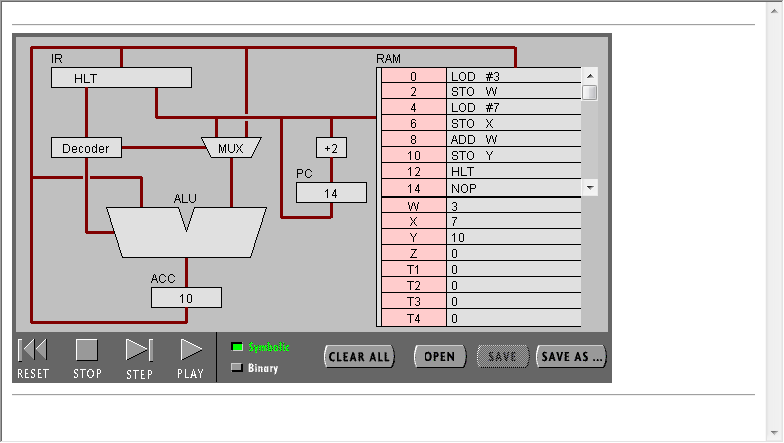 IR
HLT
Decoder
MUX
+2
PC
14
ALU
ACC
10
RAM
0 LOD #3
2 STO W
4 LOD #7
6 STO X
8 ADD W
10 STO Y
12 HLT
14 NOP
W 3
X 7
Y 10
Z 0
T1 0
T2 0
T3 0
T4 0
RESET
STOP
STEP
PLAY
Symbolic
Binary
CLEAR ALL
OPEN
SAVE
SAVE AS ...